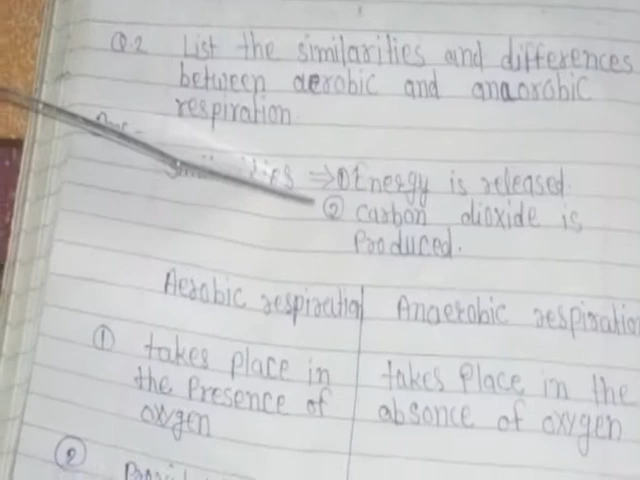 Q.2 List the similarities and differences
between aerobic and anaorobic
respiration
Ans-
⇒ ① Energy is released.
② carbon dioxide is
Produced.
Aerobic respiration Anaerobic respiration
① takes place in
the Presence of
oxygen
takes Place in the
absence of oxygen
②